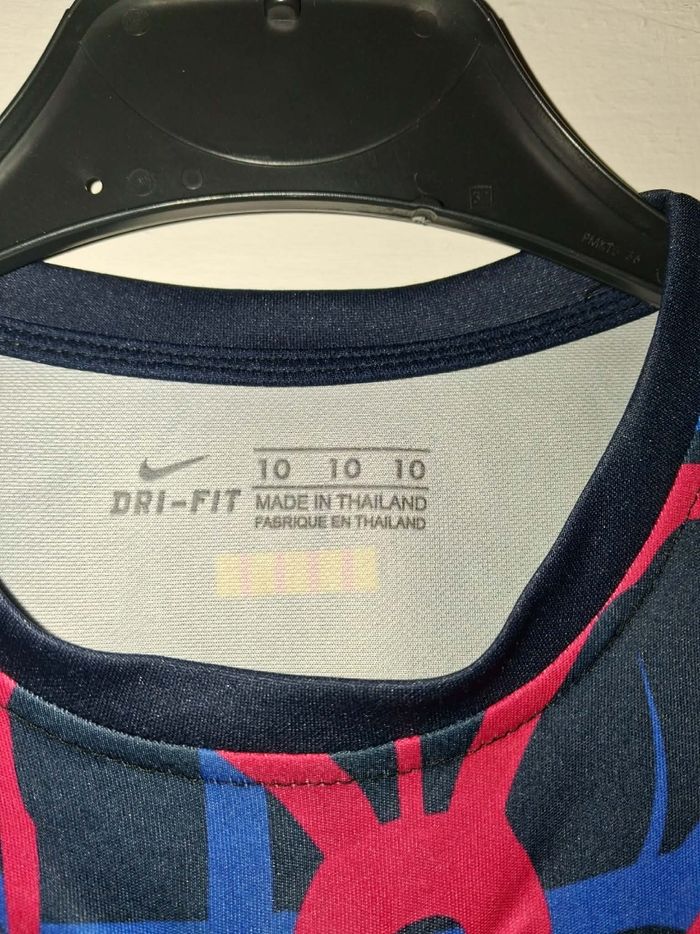 10 10 10
DRI-FIT
MADE IN THAILAND
FABRIQUE EN THAILAND